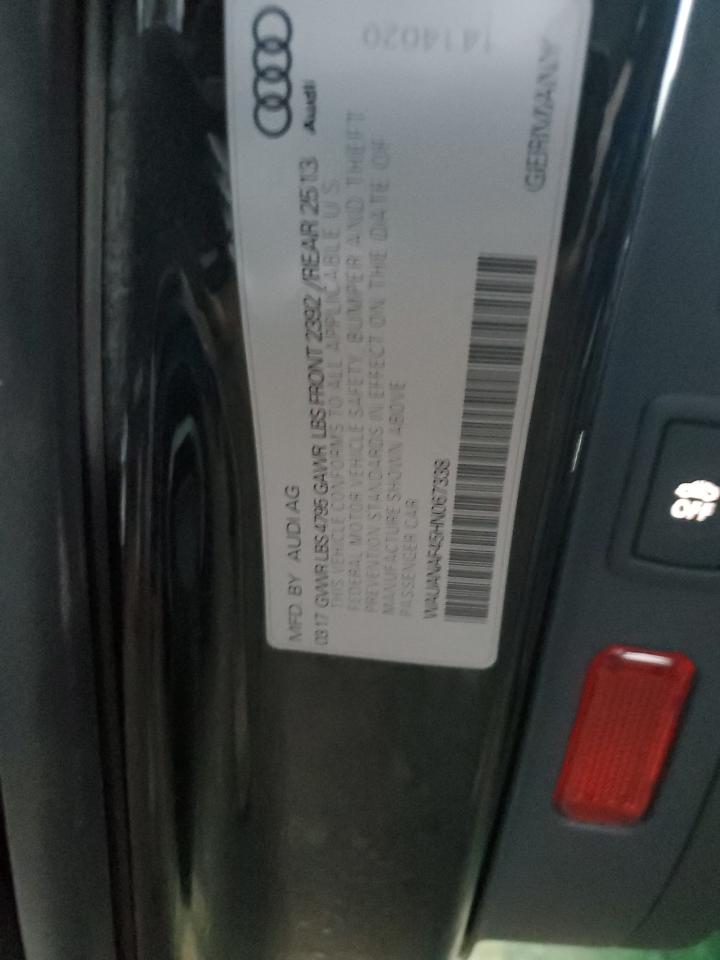 1414020
Audi
GERMANY
MFD BY AUDI AG
03 17 GVWR LBS 4795 GAWR LBS FRONT 2392 /REAR 2513
THIS VEHICLE CONFORMS TO ALL APPLICABLE U S
FEDERAL MOTOR VEHICLE SAFETY, BUMPER AND THEFT
PREVENTION STANDARDS IN EFFECT ON THE DATE OF
MANUFACTURE SHOWN ABOVE
PASSENGER CAR
WAUANAF45HN067338
OFF